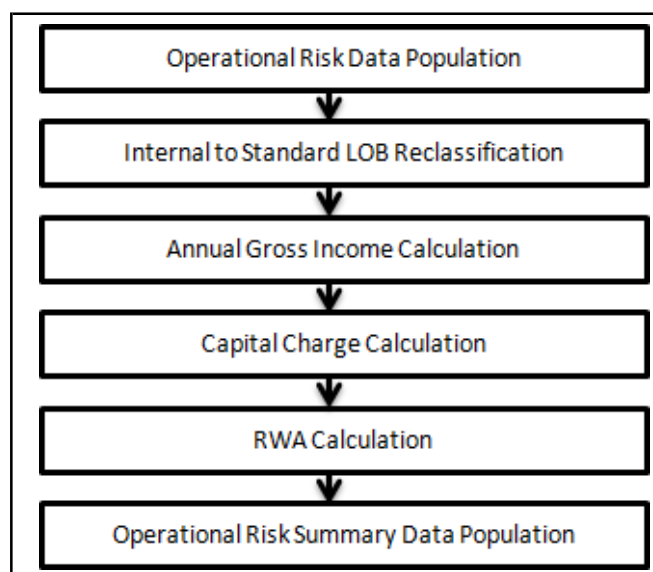 Operational Risk Data Population
Internal to Standard LOB Reclassification
Annual Gross Income Calculation
Capital Charge Calculation
RWA Calculation
Operational Risk Summary Data Population